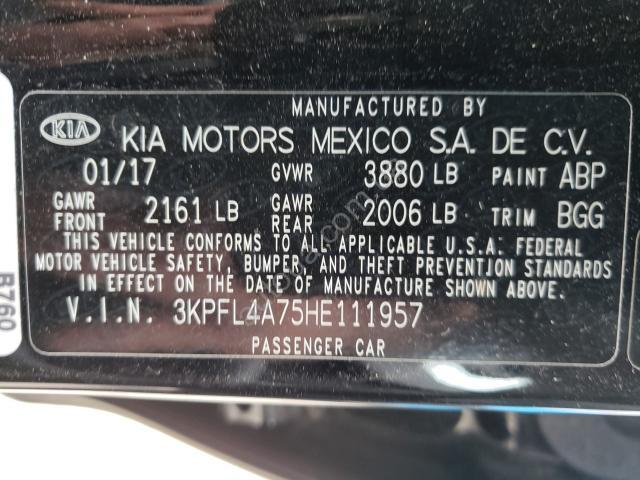 MANUFACTURED BY
KIA KIA MOTORS MEXICO S.A. DE C.V.
01/17 GVWR 3880 LB PAINT ABP
GAWR FRONT 2161 LB GAWR REAR 2006 LB TRIM BGG
THIS VEHICLE CONFORMS TO ALL APPLICABLE U.S.A. FEDERAL
MOTOR VEHICLE SAFETY, BUMPER, AND THEFT PREVENTION STANDARDS
IN EFFECT ON THE DATE OF MANUFACTURE SHOWN ABOVE.
V.I.N. 3KPFL4A75HE111957
PASSENGER CAR
B760